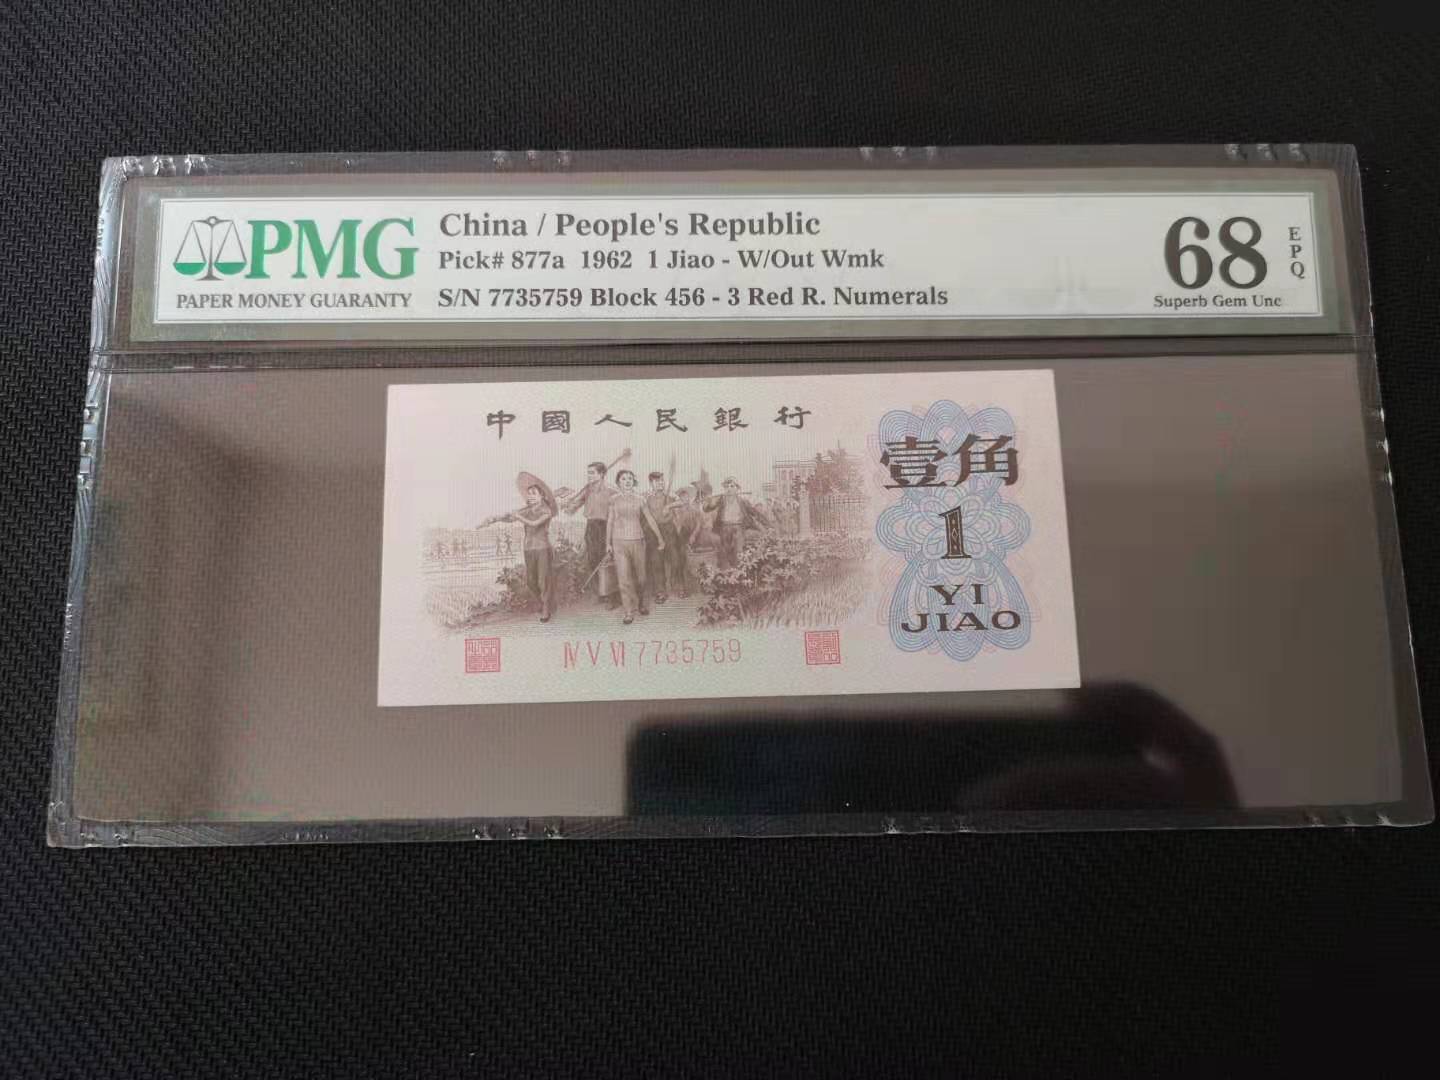 PMG
PAPER MONEY GUARANTY
China / People's Republic
Pick# 877a 1962 1 Jiao - W/Out Wmk
S/N 7735759 Block 456 - 3 Red R. Numerals
68
EPQ
Superb Gem Unc
中國人民銀行
壹角
1
YI
JIAO
Ⅳ Ⅴ Ⅵ 7735759